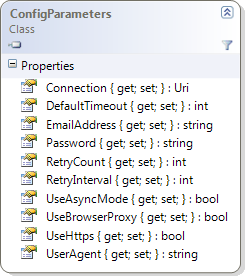 ConfigParameters
Class
Properties
Connection { get; set; } : Uri
DefaultTimeout { get; set; } : int
EmailAddress { get; set; } : string
Password { get; set; } : string
RetryCount { get; set; } : int
RetryInterval { get; set; } : int
UseAsyncMode { get; set; } : bool
UseBrowserProxy { get; set; } : bool
UseHttps { get; set; } : bool
UserAgent { get; set; } : string